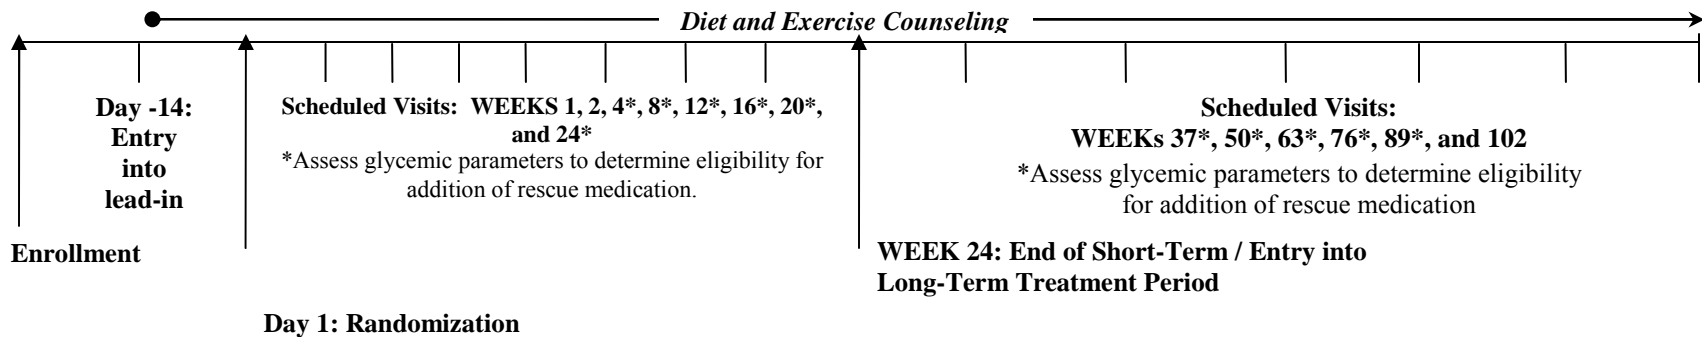 Diet and Exercise Counseling
Day -14:
Entry
into
lead-in
Scheduled Visits: WEEKS 1, 2, 4*, 8*, 12*, 16*, 20*,
and 24*
*Assess glycemic parameters to determine eligibility for
addition of rescue medication.
Scheduled Visits:
WEEKs 37*, 50*, 63*, 76*, 89*, and 102
*Assess glycemic parameters to determine eligibility
for addition of rescue medication
Enrollment
WEEK 24: End of Short-Term / Entry into
Long-Term Treatment Period
Day 1: Randomization